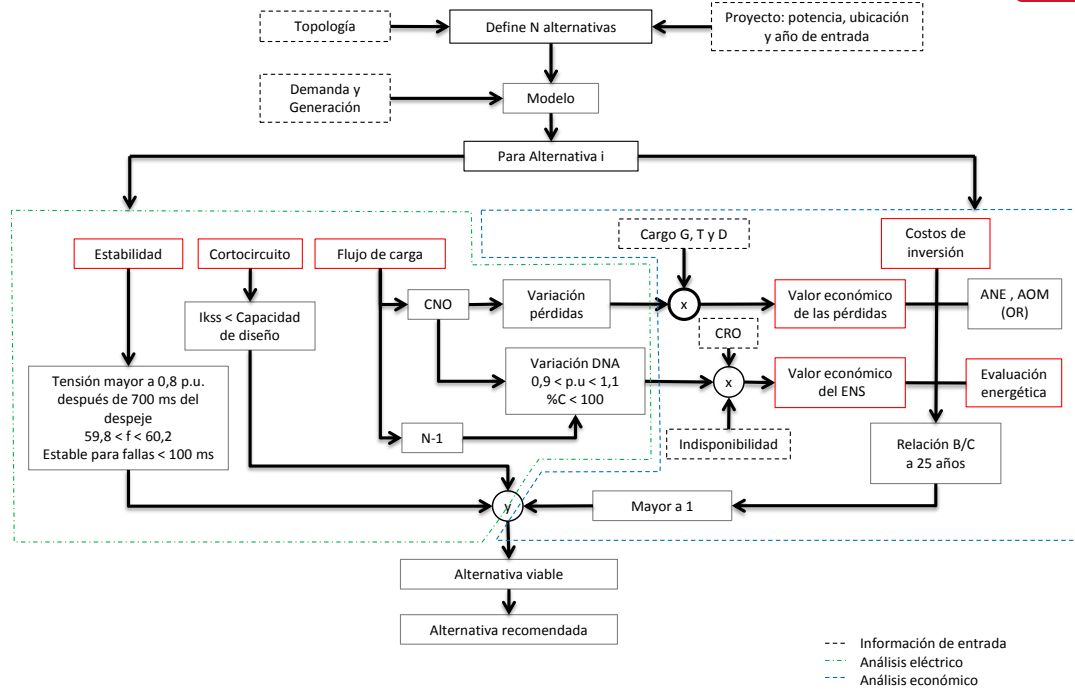 Topología
Define N alternativas
Proyecto: potencia, ubicación
y año de entrada
Demanda y
Generación
Modelo
Para Alternativa i
Estabilidad
Cortocircuito
Flujo de carga
Cargo G, T y D
Costos de
inversión
Ikss < Capacidad
de diseño
CNO
Variación
pérdidas
x
Valor económico
de las pérdidas
ANE , AOM
(OR)
CRO
Tensión mayor a 0,8 p.u.
después de 700 ms del
despeje
59,8 < f < 60,2
Estable para fallas < 100 ms
Variación DNA
0,9 < p.u < 1,1
%C < 100
x
Valor económico
del ENS
Evaluación
energética
N-1
Indisponibilidad
Relación B/C
a 25 años
y
Mayor a 1
Alternativa viable
Alternativa recomendada
Información de entrada
Análisis eléctrico
Análisis económico